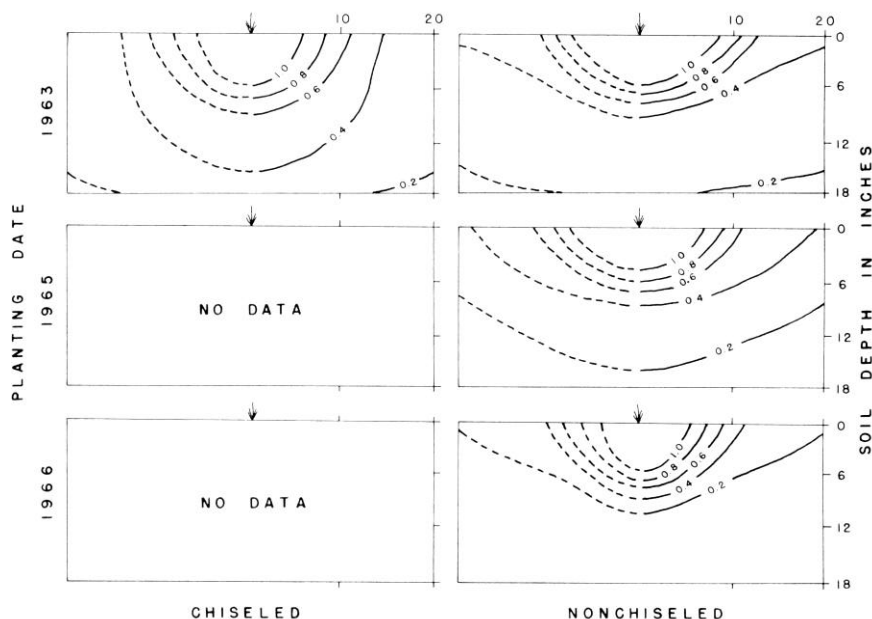 10 20 10 20
1.0 0.8 0.6 0.4 0.2
1.0 0.8 0.6 0.4 0.2
0 6 12 18
1963
NO DATA
1.0 0.8 0.6 0.4 0.2
0 6 12 18
1965
NO DATA
1.0 0.8 0.6 0.4 0.2
0 6 12 18
1966
PLANTING DATE
SOIL DEPTH IN INCHES
CHISELED NONCHISELED